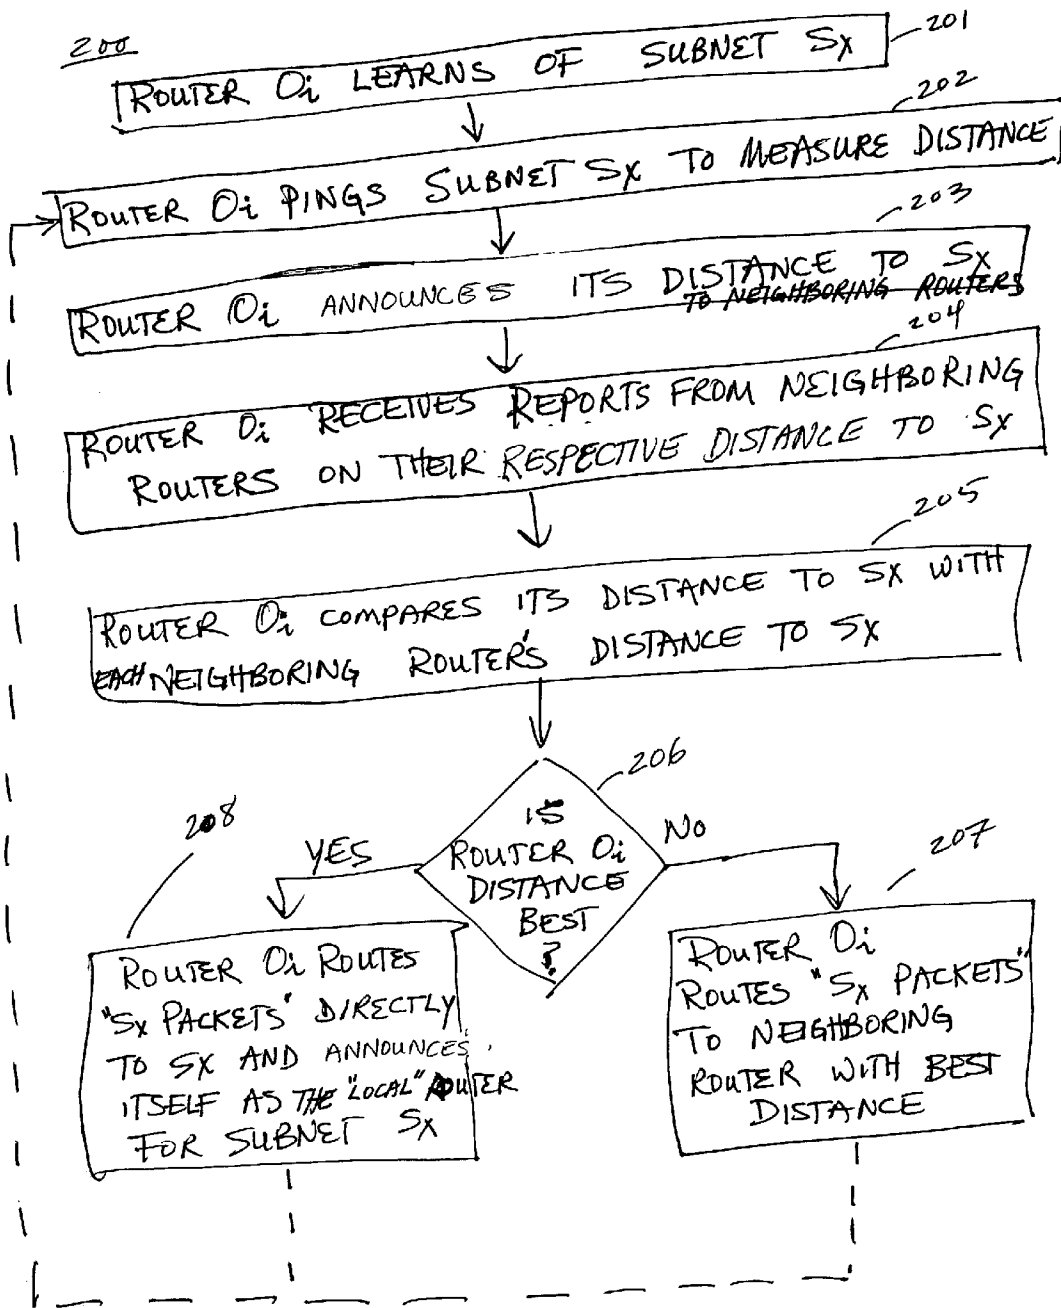 200
201
ROUTER Oi LEARNS OF SUBNET Sx
202
ROUTER Oi PINGS SUBNET Sx TO MEASURE DISTANCE
203
ROUTER Oi ANNOUNCES ITS DISTANCE TO Sx
TO NEIGHBORING ROUTERS
204
ROUTER Oi RECEIVES REPORTS FROM NEIGHBORING
ROUTERS ON THEIR RESPECTIVE DISTANCE TO Sx
205
ROUTER Oi COMPARES ITS DISTANCE TO SX WITH
EACH NEIGHBORING ROUTER'S DISTANCE TO SX
206
IS
ROUTER Oi
DISTANCE
BEST
?
YES
NO
208
ROUTER Oi ROUTES
"Sx PACKETS" DIRECTLY
TO SX AND ANNOUNCES
ITSELF AS THE "LOCAL" ROUTER
FOR SUBNET Sx
207
ROUTER Oi
ROUTES "Sx PACKETS"
TO NEIGHBORING
ROUTER WITH BEST
DISTANCE